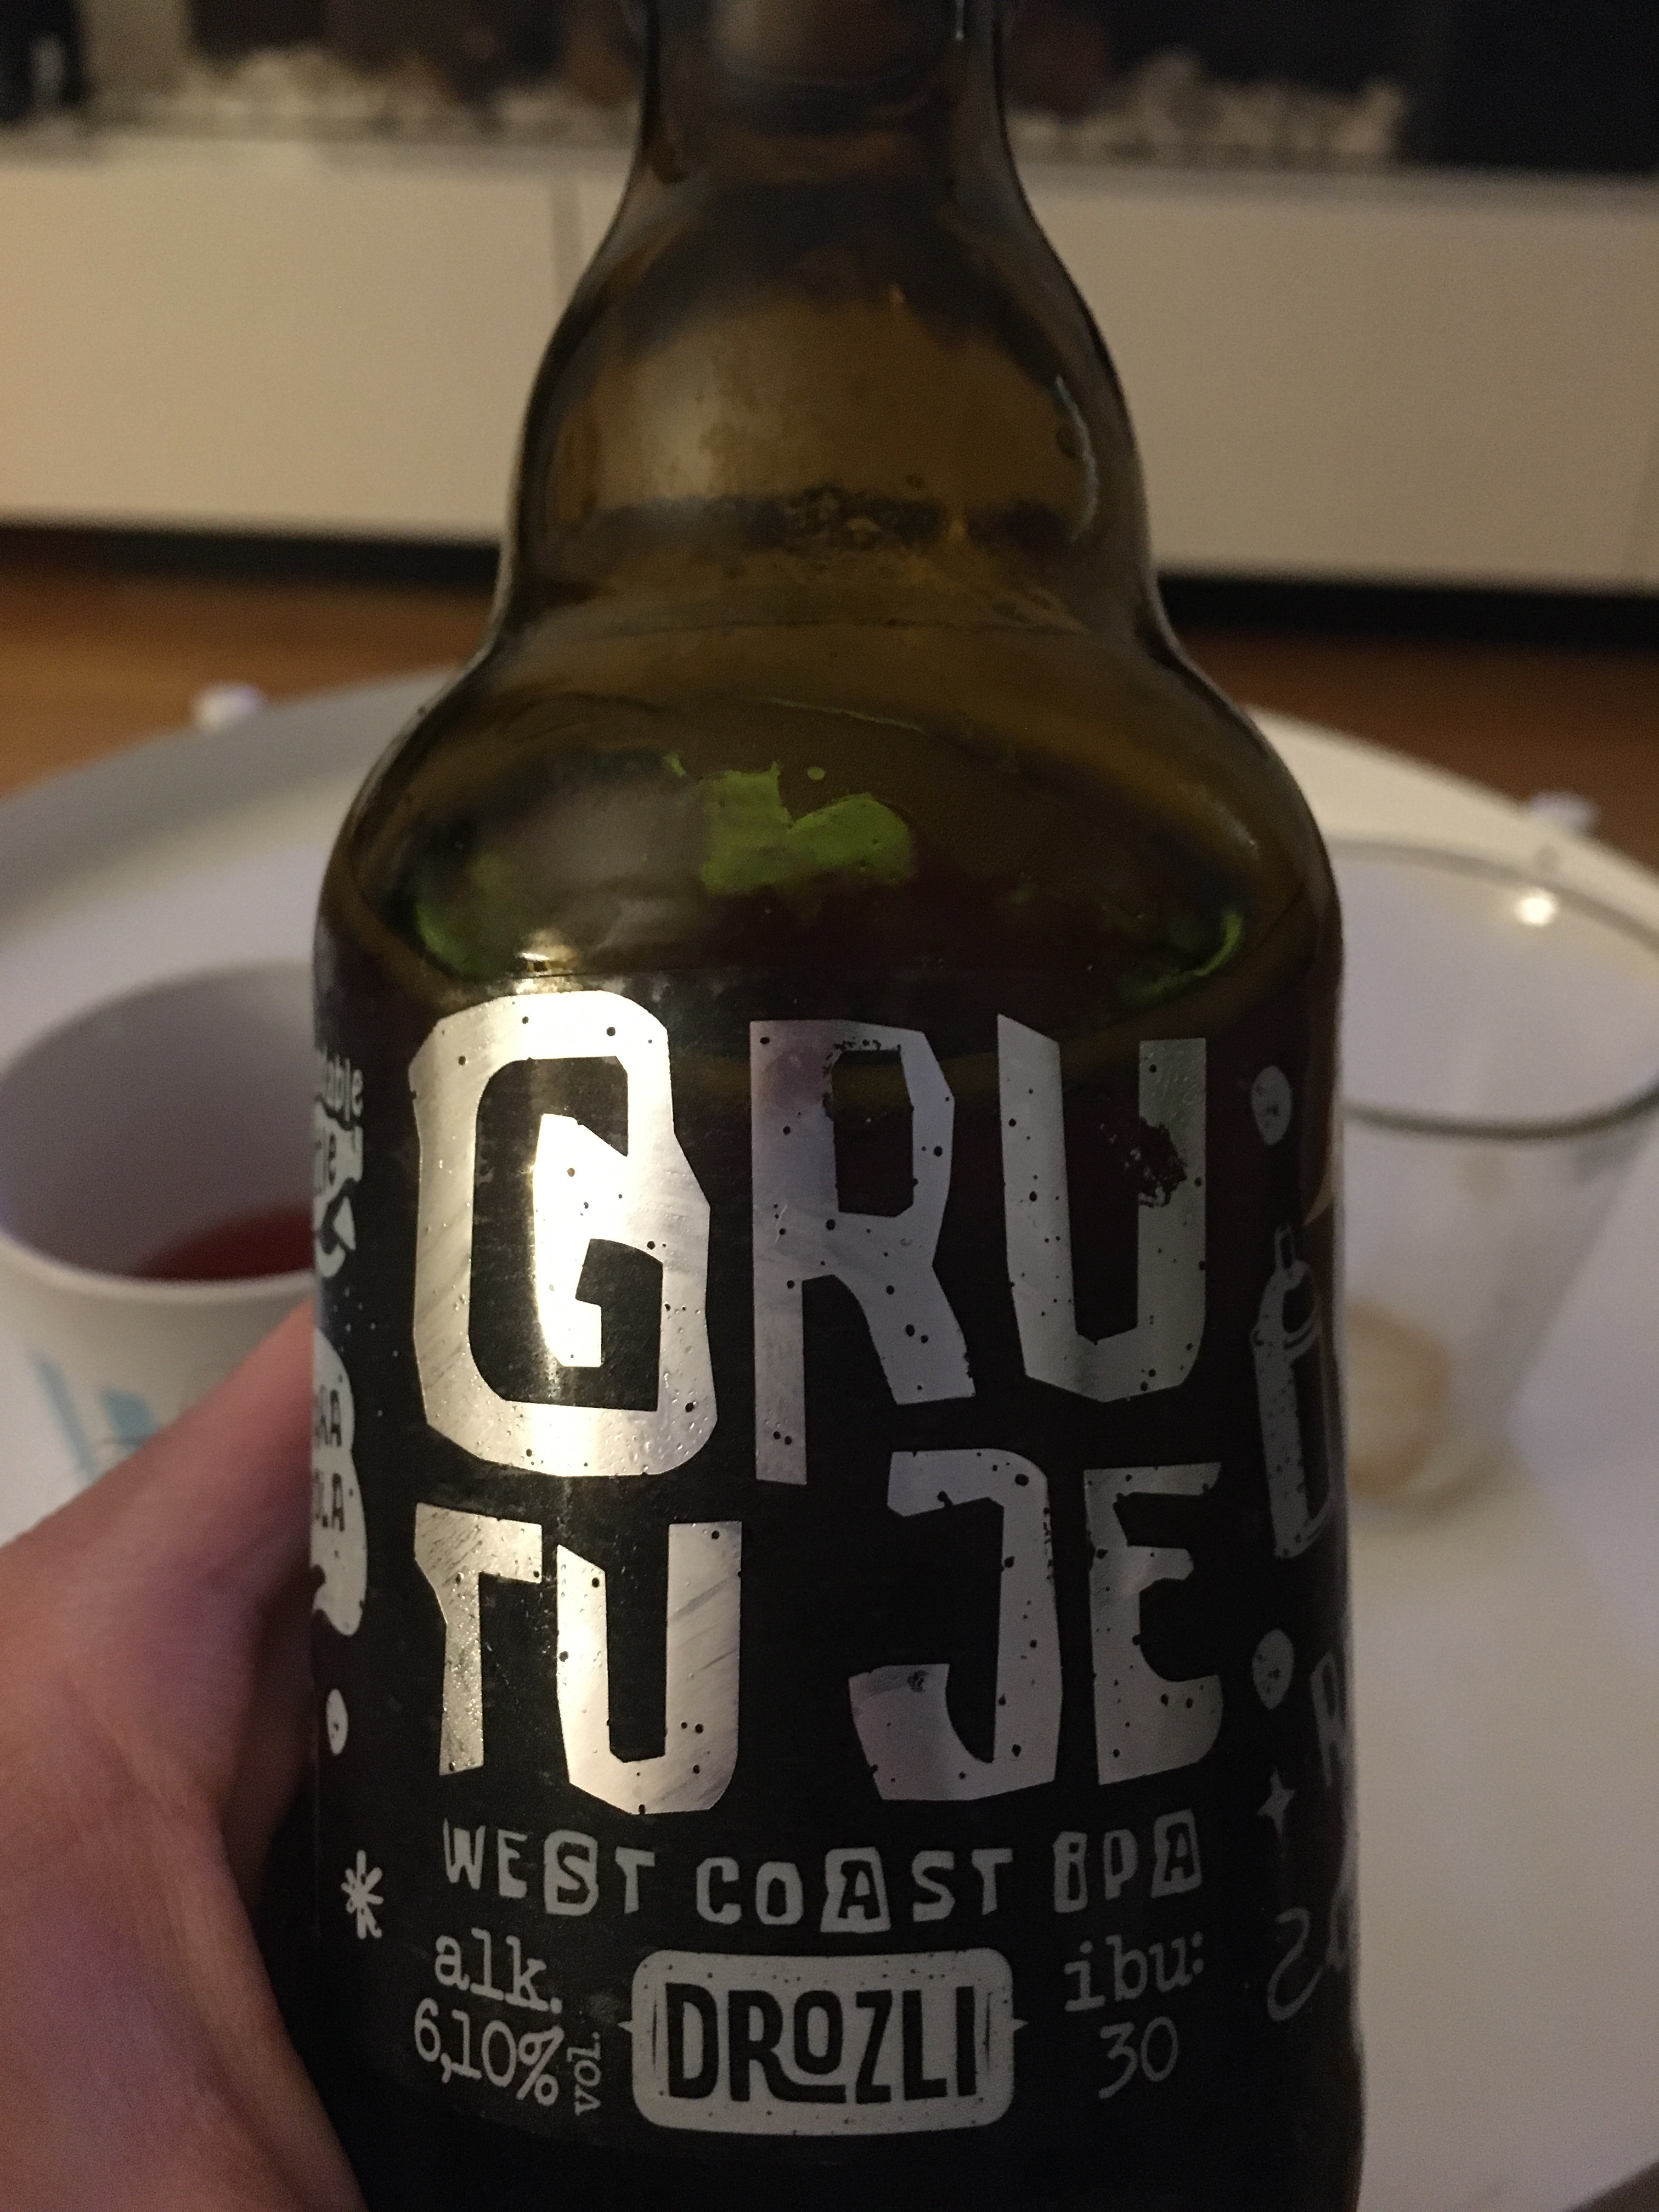 GRU
TU JE
WEST COAST IPA
alk.
6,10% vol.
DROZLI
ibu:
30